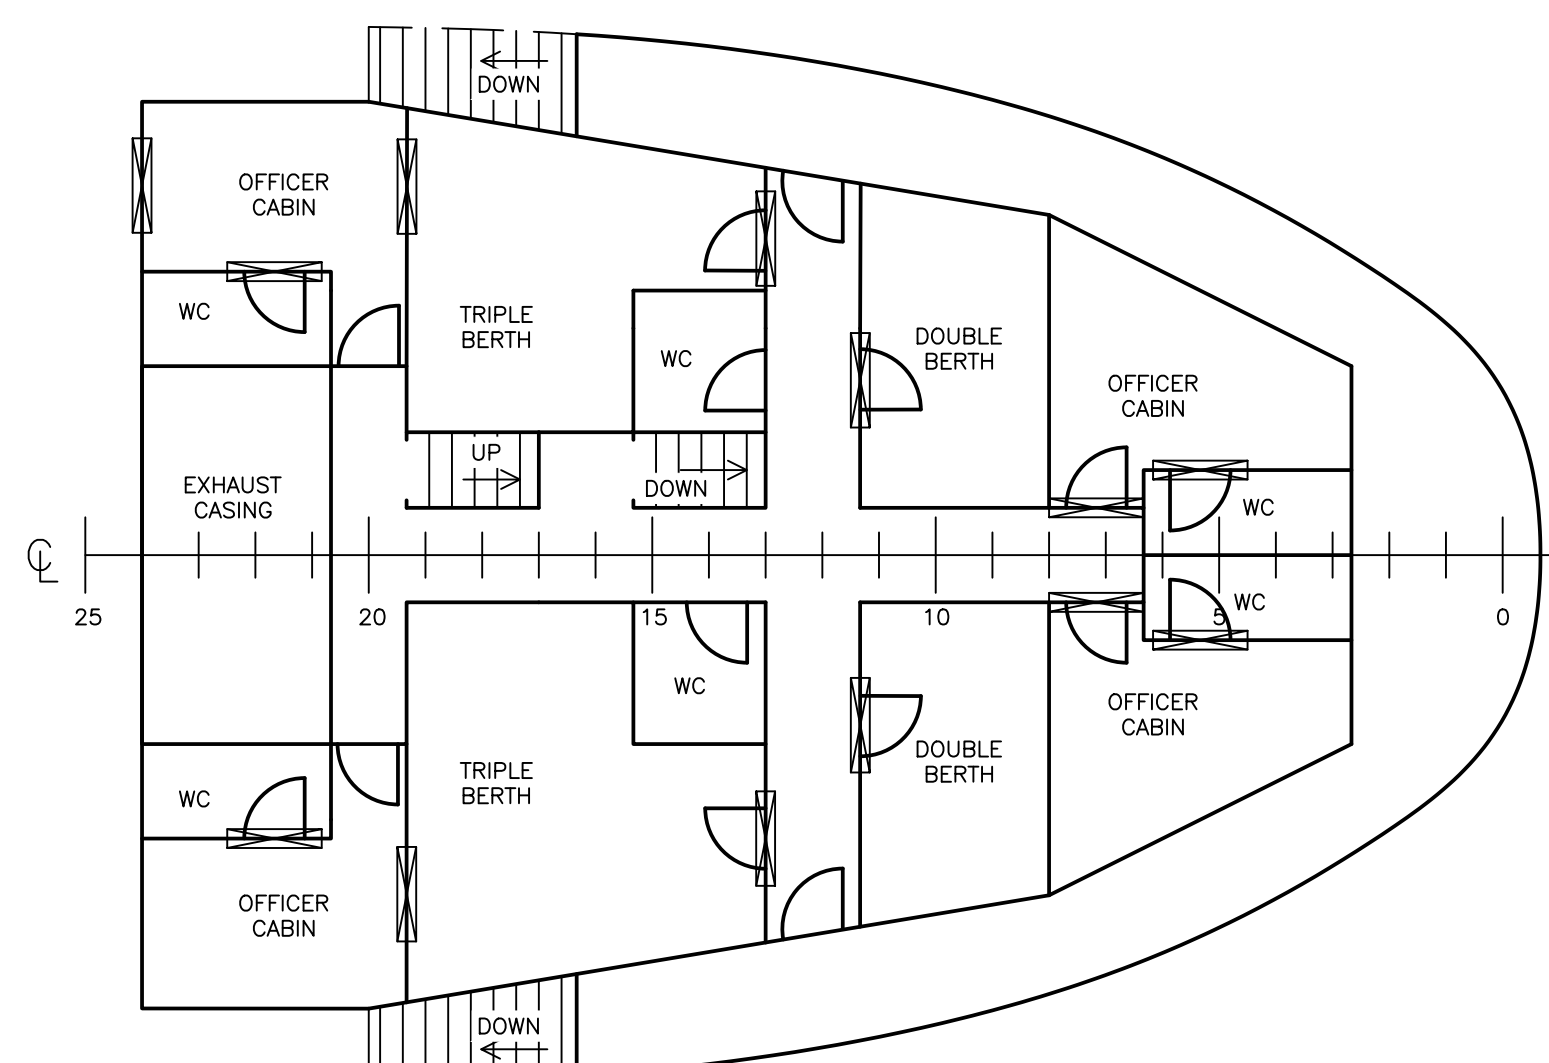 DOWN
OFFICER
CABIN
WC
TRIPLE
BERTH
WC
DOUBLE
BERTH
OFFICER
CABIN
UP
DOWN
EXHAUST
CASING
WC
℄
25
20
15
10
5
0
WC
WC
TRIPLE
BERTH
DOUBLE
BERTH
OFFICER
CABIN
WC
OFFICER
CABIN
DOWN